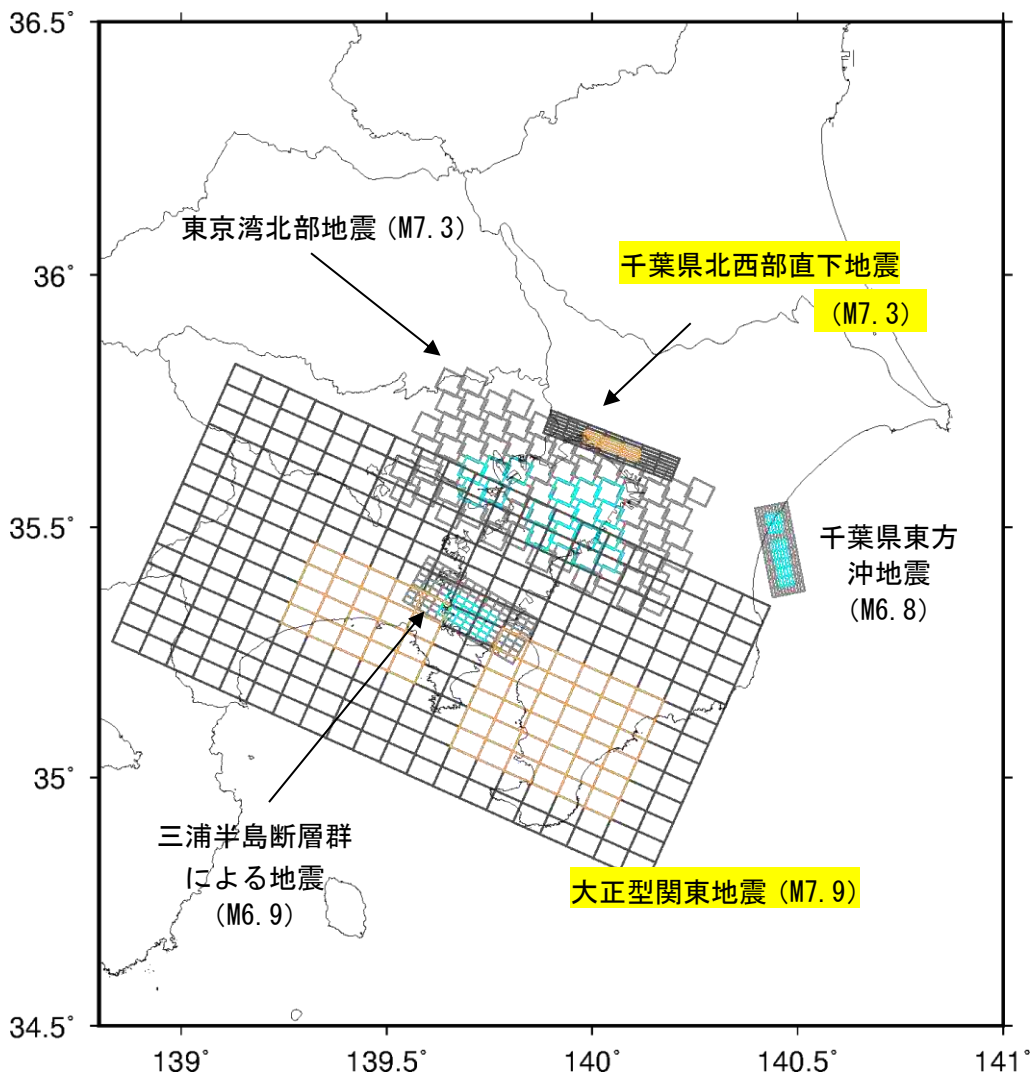 36.5°
東京湾北部地震 (M7.3)
千葉県北西部直下地震
(M7.3)
36°
35.5°
千葉県東方
沖地震
(M6.8)
35°
三浦半島断層群
による地震
(M6.9)
大正型関東地震 (M7.9)
34.5°
139° 139.5° 140° 140.5° 141°